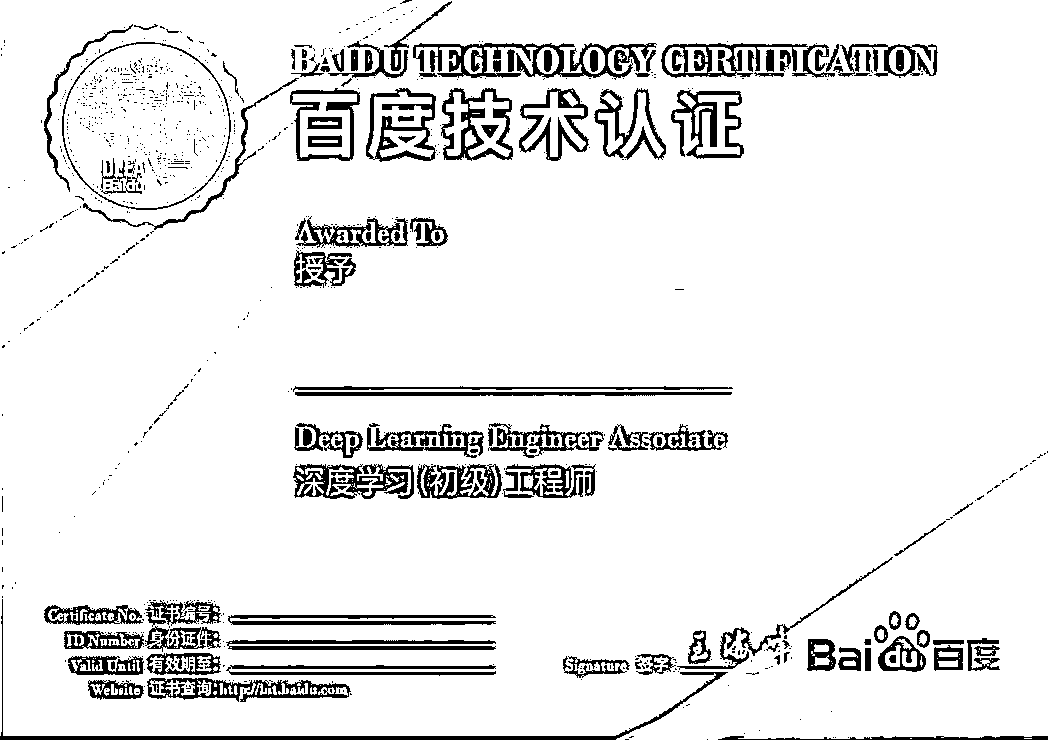 BAIDU TECHNOLOGY CERTIFICATION
百度技术认证
DLEA
Baidu
Awarded To
授予
Deep Learning Engineer Associate
深度学习(初级)工程师
Certificate No. 证书编号:
ID Number 身份证件:
Valid Until 有效期至:
Website 证书查询:http://bit.baidu.com
Signature 签字:
Baidu百度